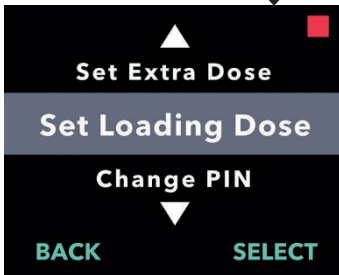 Set Extra Dose
Set Loading Dose
Change PIN
BACK SELECT